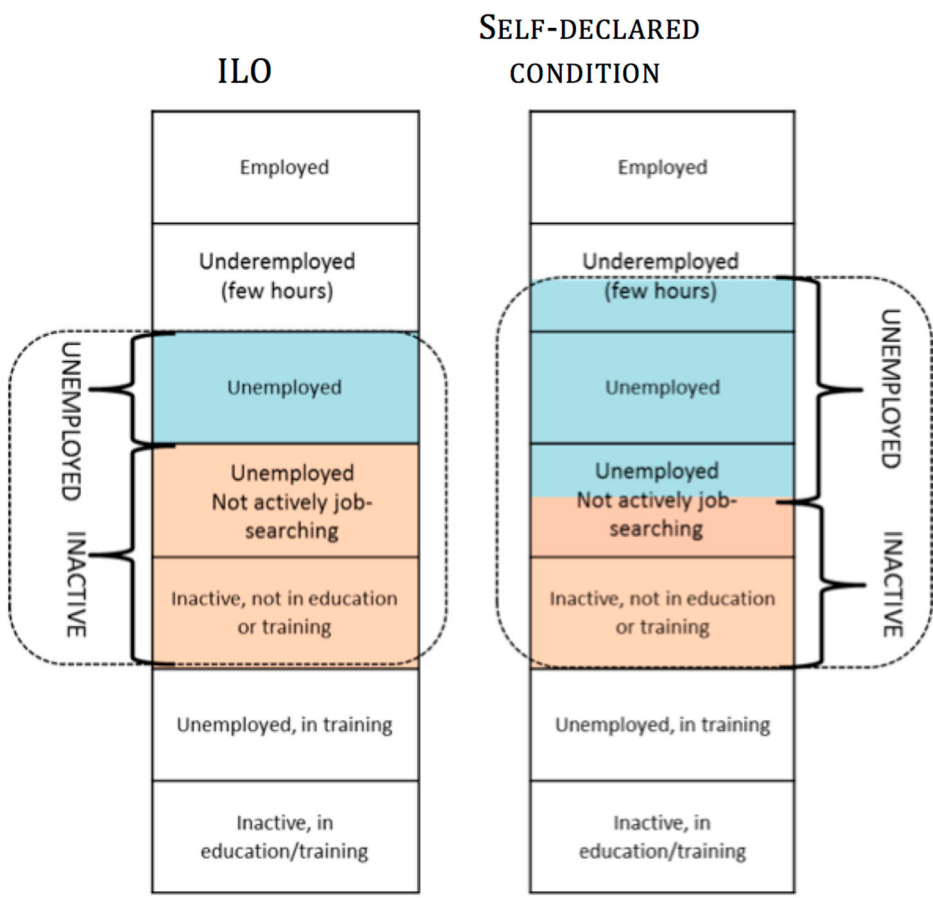 ILO
Employed
Underemployed
(few hours)
Unemployed
Unemployed
Not actively job-
searching
Inactive, not in education
or training
Unemployed, in training
Inactive, in
education/training
UNEMPLOYED
INACTIVE
SELF-DECLARED
CONDITION
Employed
Underemployed
(few hours)
Unemployed
Unemployed
Not actively job-
searching
Inactive, not in education
or training
Unemployed, in training
Inactive, in
education/training
UNEMPLOYED
INACTIVE